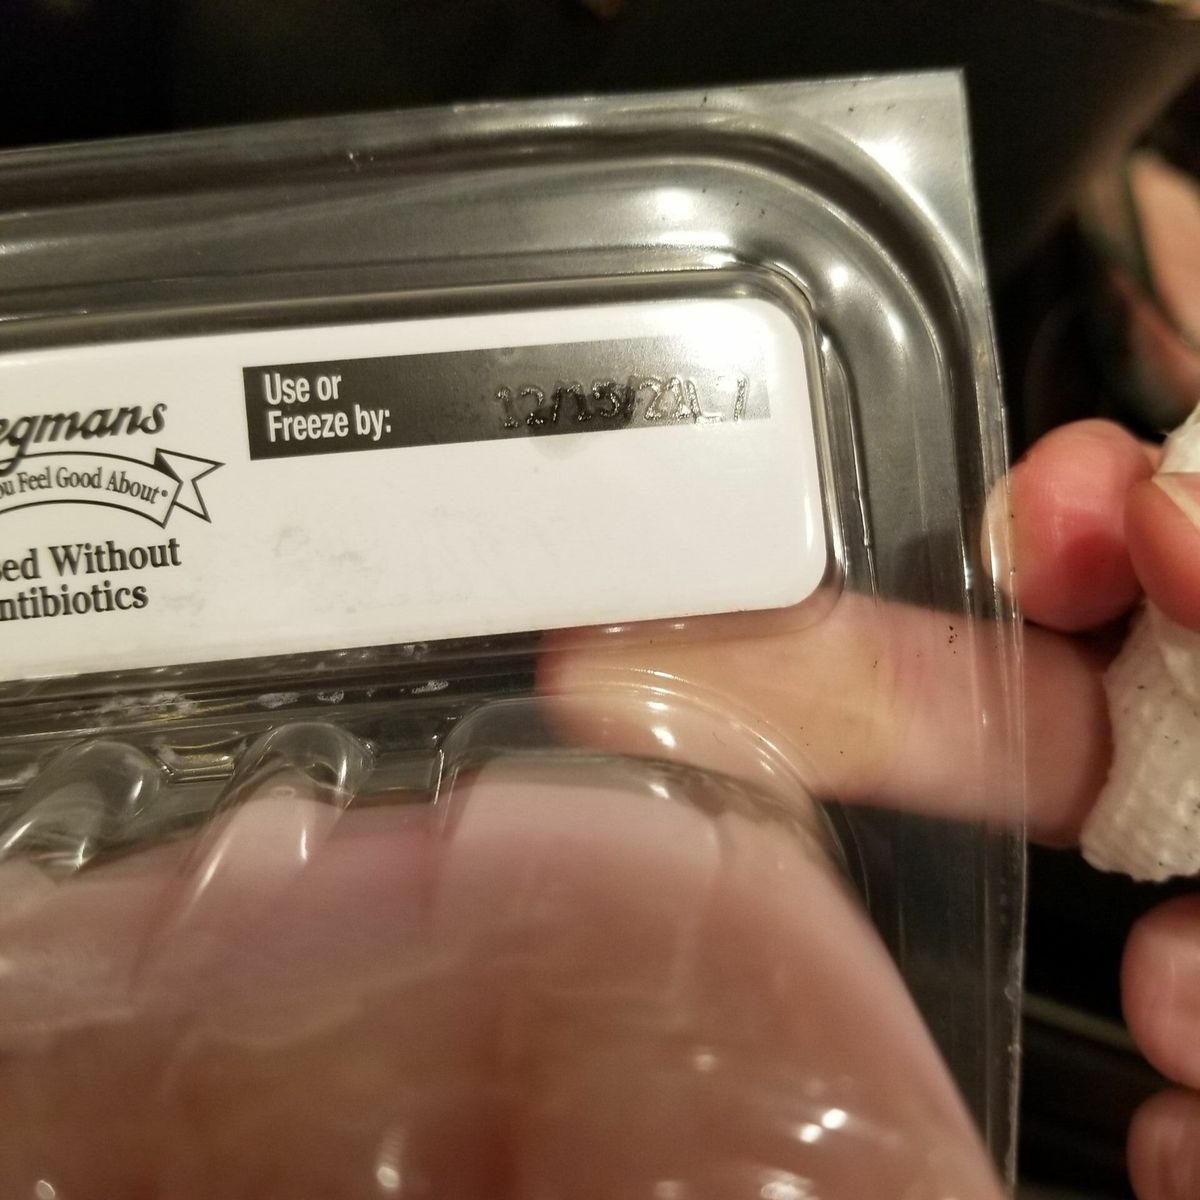 Use or
Freeze by:
egmans
ou Feel Good About
ed Without
ntibiotics